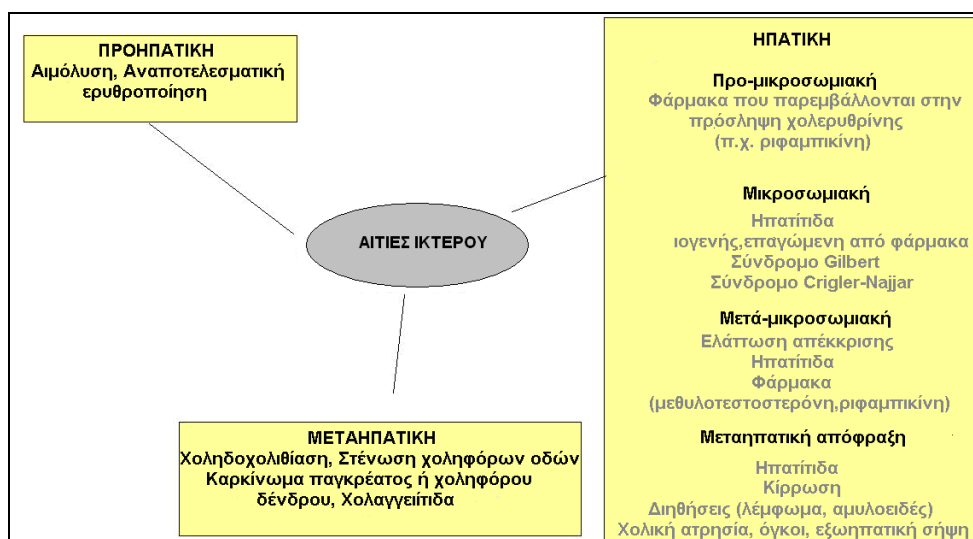 ΠΡΟΗΠΑΤΙΚΗ
Αιμόλυση, Αναποτελεσματική
ερυθροποίηση
ΗΠΑΤΙΚΗ
Προ-μικροσωμιακή
Φάρμακα που παρεμβάλλονται στην
πρόσληψη χολερυθρίνης
(π.χ. ριφαμπικίνη)
Μικροσωμιακή
Ηπατίτιδα
ιογενής,επαγώμενη από φάρμακα
Σύνδρομο Gilbert
Σύνδρομο Crigler-Najjar
Μετά-μικροσωμιακή
Ελάττωση απέκκρισης
Ηπατίτιδα
Φάρμακα
(μεθυλοτεστοστερόνη,ριφαμπικίνη)
Μεταηπατική απόφραξη
Ηπατίτιδα
Κίρρωση
Διηθήσεις (λέμφωμα, αμυλοειδές)
Χολική ατρησία, όγκοι, εξωηπατική σήψη
ΑΙΤΙΕΣ ΙΚΤΕΡΟΥ
ΜΕΤΑΗΠΑΤΙΚΗ
Χοληδοχολιθίαση, Στένωση χοληφόρων οδών
Καρκίνωμα παγκρέατος ή χοληφόρου
δένδρου, Χολαγγειίτιδα